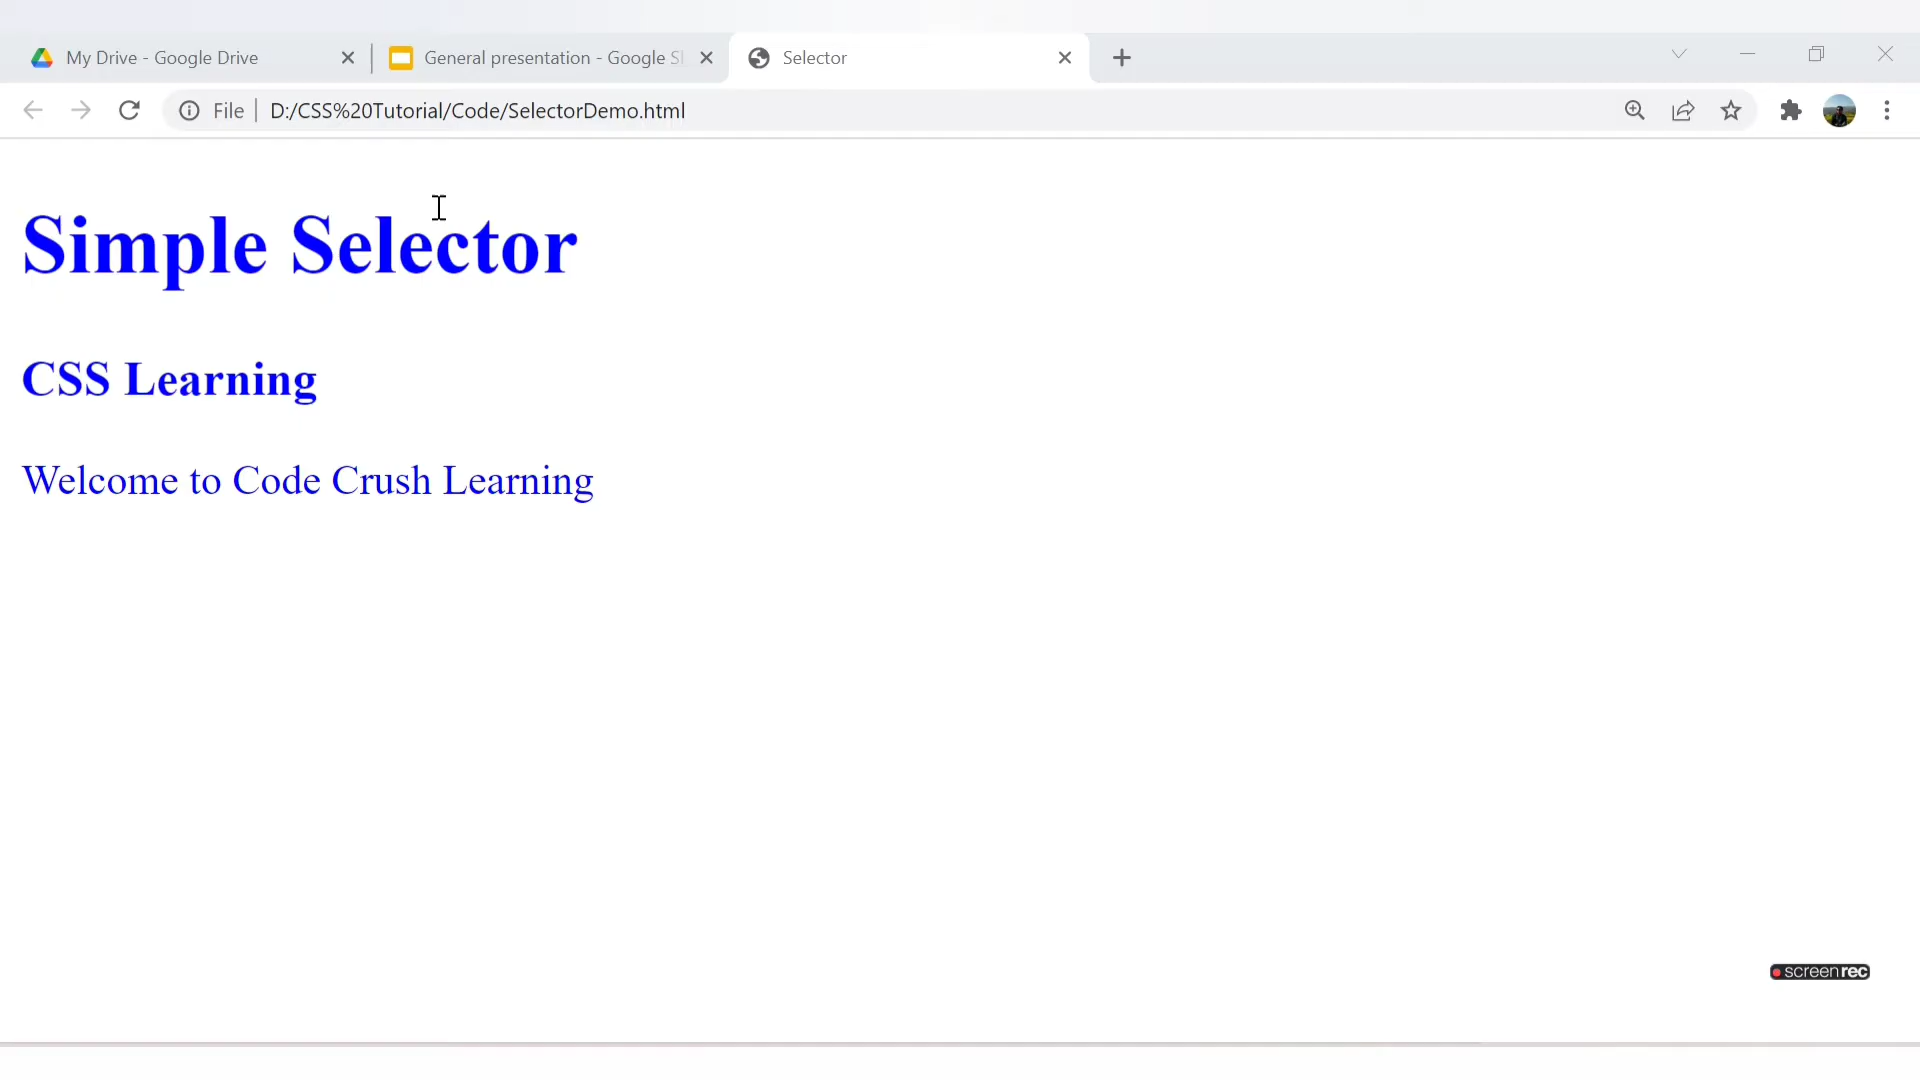 My Drive - Google Drive
General presentation - Google Sl
Selector
File
D:/CSS%20Tutorial/Code/SelectorDemo.html
Simple Selector
CSS Learning
Welcome to Code Crush Learning
screenrec